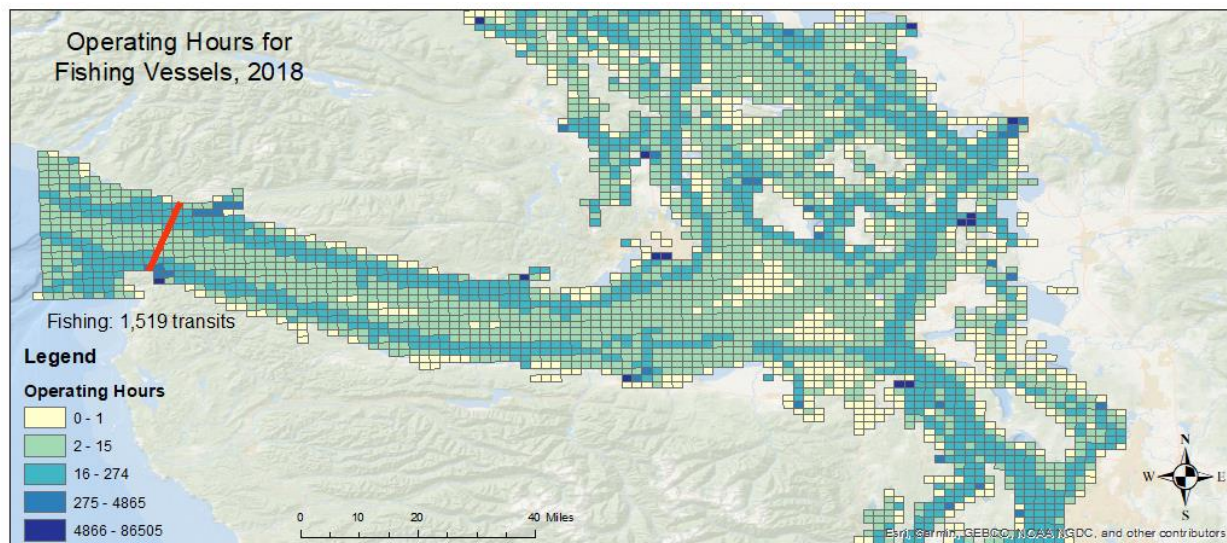 Operating Hours for
Fishing Vessels, 2018
Fishing: 1,519 transits
Legend
Operating Hours
0 - 1
2 - 15
16 - 274
275 - 4865
4866 - 86505
0 10 20 40 Miles
N
W E
S
Esri, Garmin, GEBCO, NOAA NGDC, and other contributors